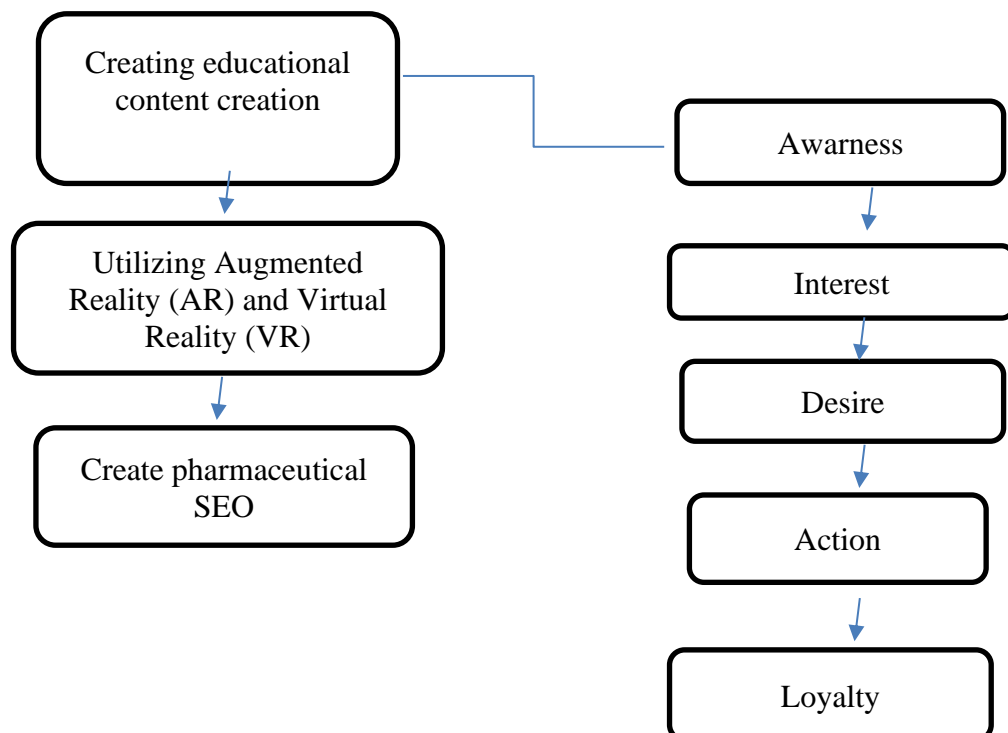 Creating educational
content creation
Utilizing Augmented
Reality (AR) and Virtual
Reality (VR)
Create pharmaceutical
SEO
Awarness
Interest
Desire
Action
Loyalty